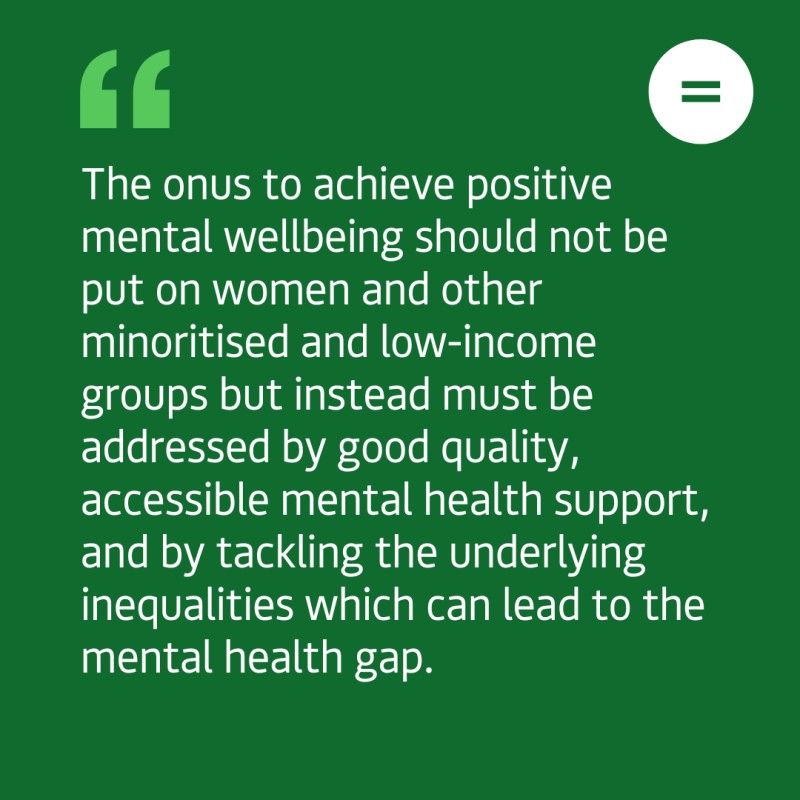 “
The onus to achieve positive
mental wellbeing should not be
put on women and other
minoritised and low-income
groups but instead must be
addressed by good quality,
accessible mental health support,
and by tackling the underlying
inequalities which can lead to the
mental health gap.